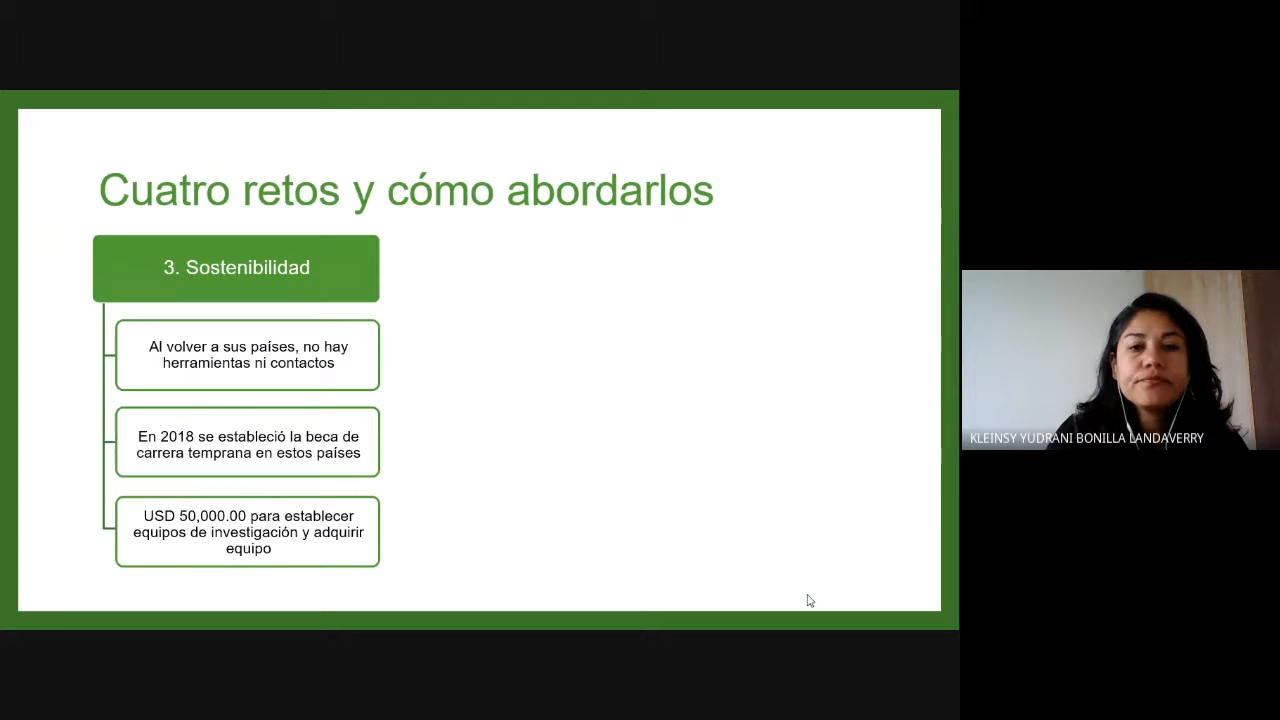 Cuatro retos y cómo abordarlos
3. Sostenibilidad
Al volver a sus países, no hay
herramientas ni contactos
En 2018 se estableció la beca de
carrera temprana en estos países
USD 50,000.00 para establecer
equipos de investigación y adquirir
equipo
KLEINSY YUDRANI BONILLA LANDAVERRY